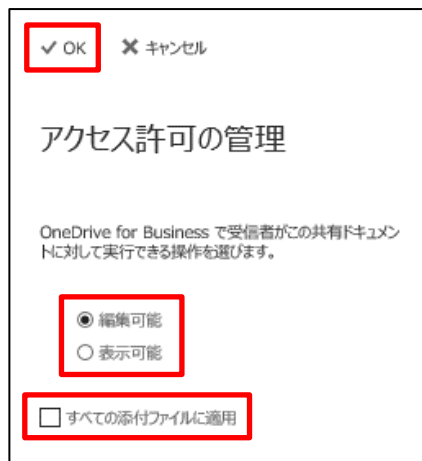 OK キャンセル
アクセス許可の管理
OneDrive for Business で受信者がこの共有ドキュメン
トに対して実行できる操作を選びます。
編集可能
表示可能
すべての添付ファイルに適用